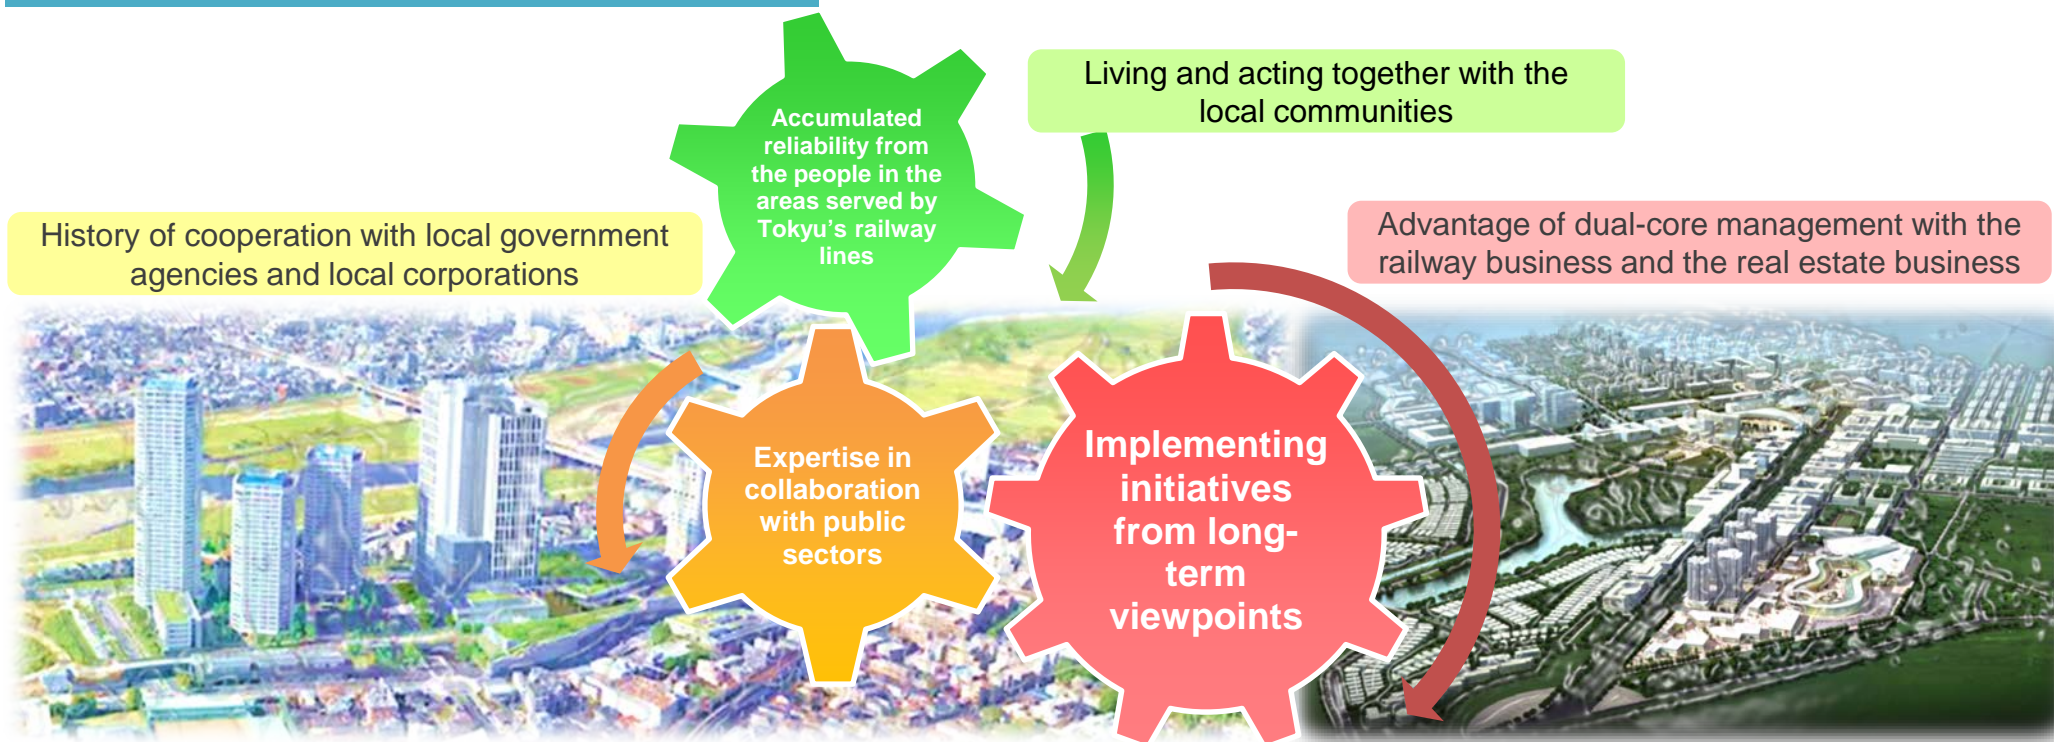 Accumulated
reliability from
the people in the
areas served by
Tokyu’s railway
lines
Living and acting together with the
local communities
History of cooperation with local government
agencies and local corporations
Advantage of dual-core management with the
railway business and the real estate business
Expertise in
collaboration
with public
sectors
Implementing
initiatives
from long-
term
viewpoints